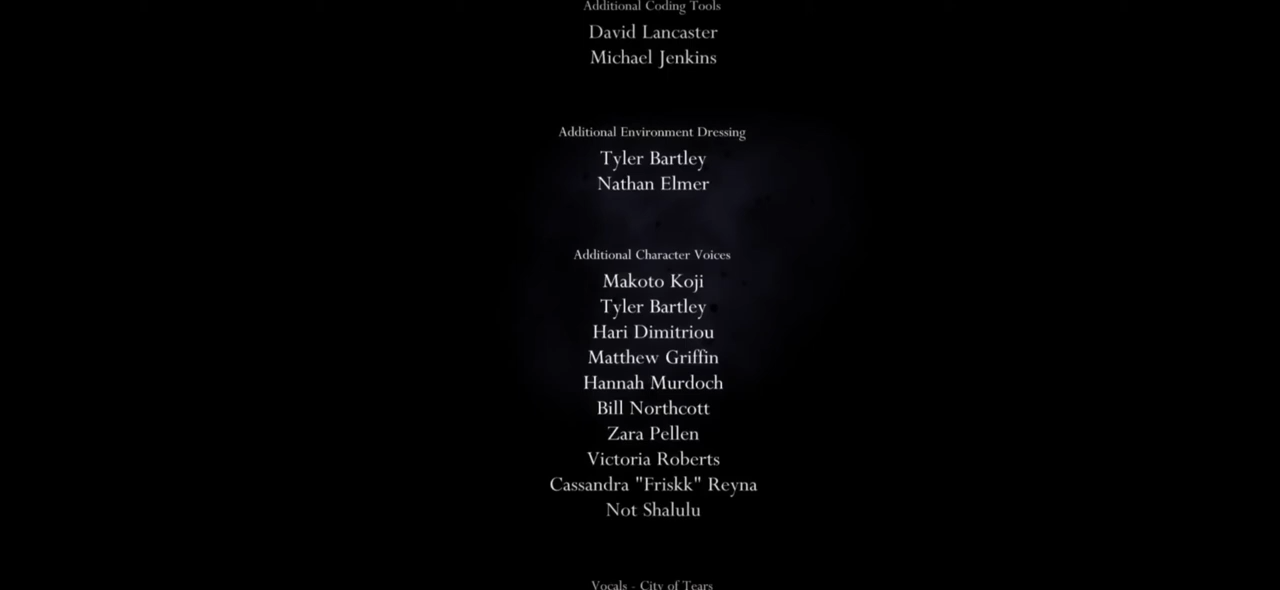 Additional Coding Tools
David Lancaster
Michael Jenkins
Additional Environment Dressing
Tyler Bartley
Nathan Elmer
Additional Character Voices
Makoto Koji
Tyler Bartley
Hari Dimitriou
Matthew Griffin
Hannah Murdoch
Bill Northcott
Zara Pellen
Victoria Roberts
Cassandra "Friskk" Reyna
Not Shalulu
Vocals - City of Tears